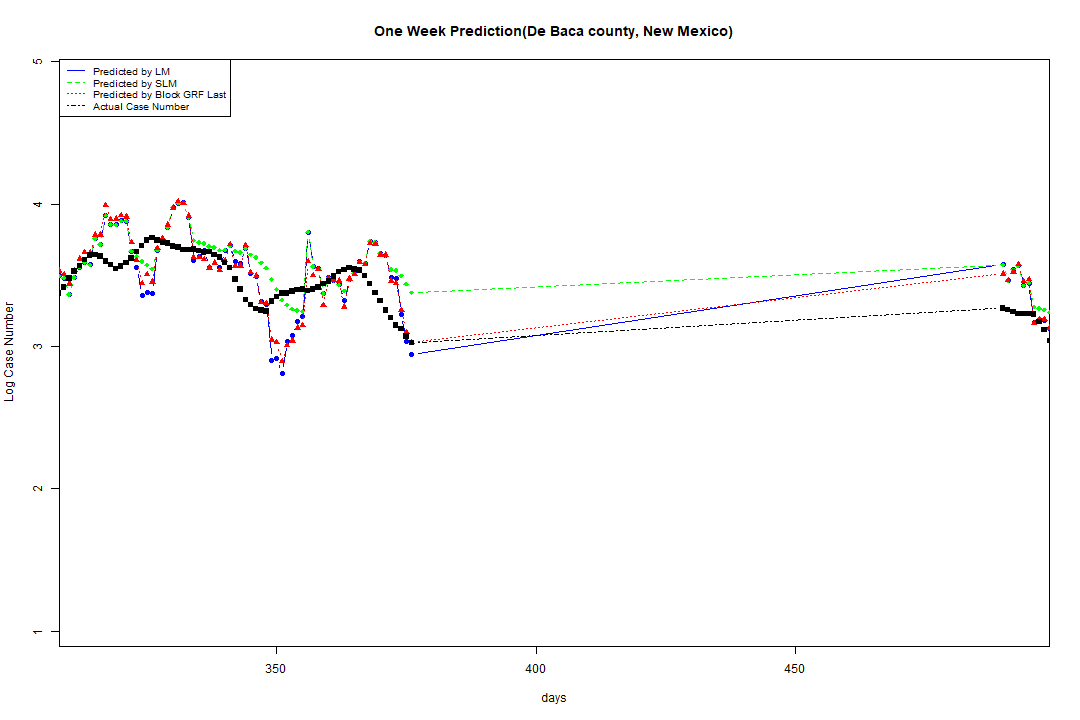 One Week Prediction(De Baca county, New Mexico)
Predicted by LM
Predicted by SLM
Predicted by Block GRF Last
Actual Case Number
5
4
3
2
1
Log Case Number
350
400
450
days